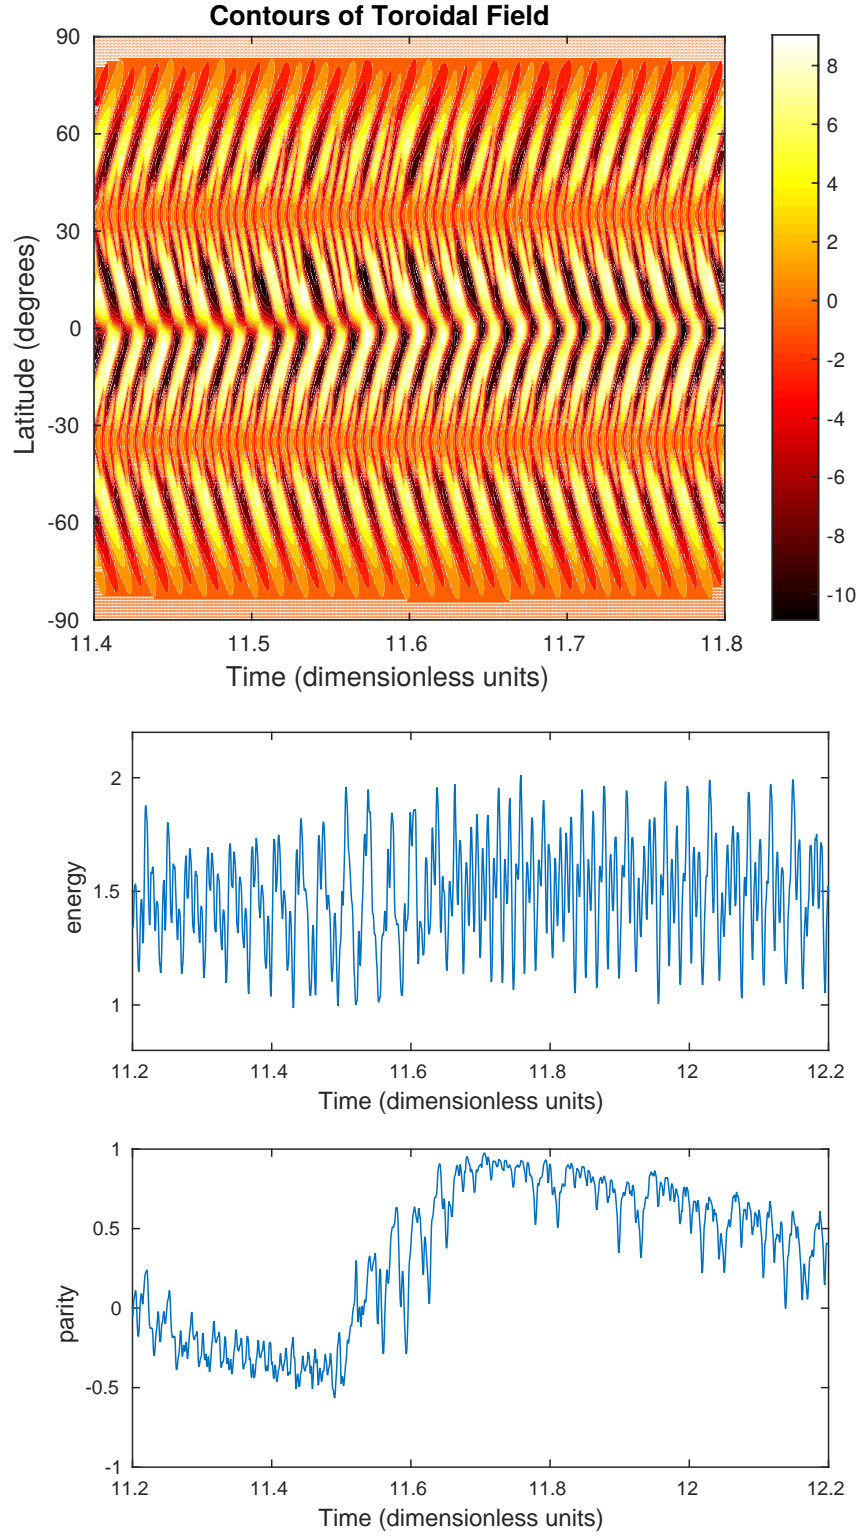 Contours of Toroidal Field
90
60
30
0
-30
-60
-90
Latitude (degrees)
11.4 11.5 11.6 11.7 11.8
Time (dimensionless units)
8
6
4
2
0
-2
-4
-6
-8
-10
2
1.5
1
energy
11.2 11.4 11.6 11.8 12 12.2
Time (dimensionless units)
1
0.5
0
-0.5
-1
parity
11.2 11.4 11.6 11.8 12 12.2
Time (dimensionless units)